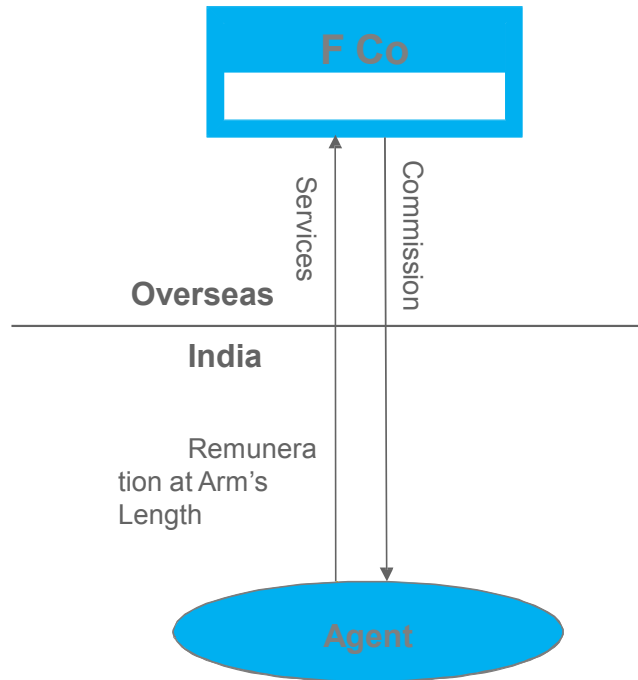 F Co
Services
Commission
Overseas
India
Remunera
tion at Arm's
Length
Agent